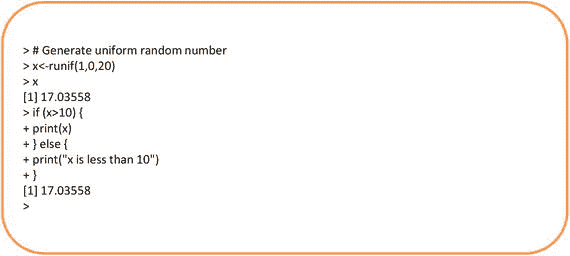 > # Generate uniform random number
> x<-runif(1,0,20)
> x
[1] 17.03558
> if (x>10) {
+ print(x)
+ } else {
+ print("x is less than 10")
+ }
[1] 17.03558
>